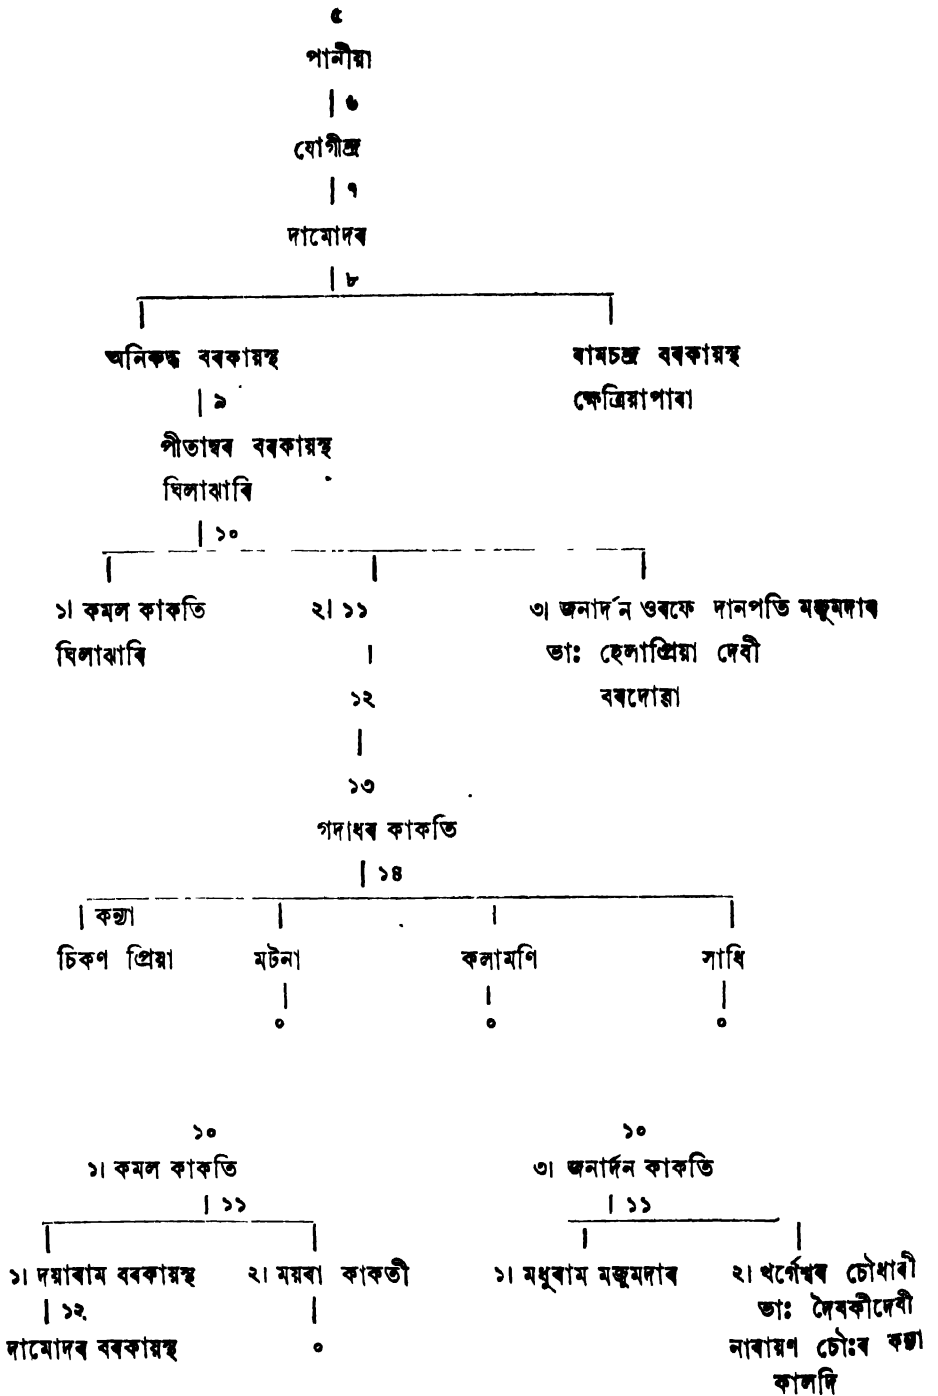 ৫
পানীয়া
৬
যোগীন্দ্ৰ
৭
দামোদৰ
৮
অনিৰুদ্ধ বৰকায়স্থ ৰামচন্দ্ৰ বৰকায়স্থ
৯ ক্ষেত্ৰিয়াপাৰা
পীতাম্বৰ বৰকায়স্থ
ঘিলাঝাৰি
১০
১। কমল কাকতি ২। ১১ ৩। জনাৰ্দন ওৰফে দানপতি মজুমদাৰ
ঘিলাঝাৰি ভাঃ হেলাপ্ৰিয়া দেবী
১২ বৰদোৱা
১৩
গদাধৰ কাকতি
১৪
কন্যা
চিকণ প্ৰিয়া মটনা কলামণি সাধি
০ ০ ০
১০ ১০
১। কমল কাকতি ৩। জনাৰ্দন কাকতি
১১ ১১
১। দয়াৰাম বৰকায়স্থ ২। ময়ৰা কাকতী ১। মধুৰাম মজুমদাৰ ২। থৰ্গেশ্বৰ চৌধাৰী
১২ ভাঃ দৈৱকীদেবী
দামোদৰ বৰকায়স্থ ০ নাৰায়ণ চৌঃৰ কন্যা
কালদি